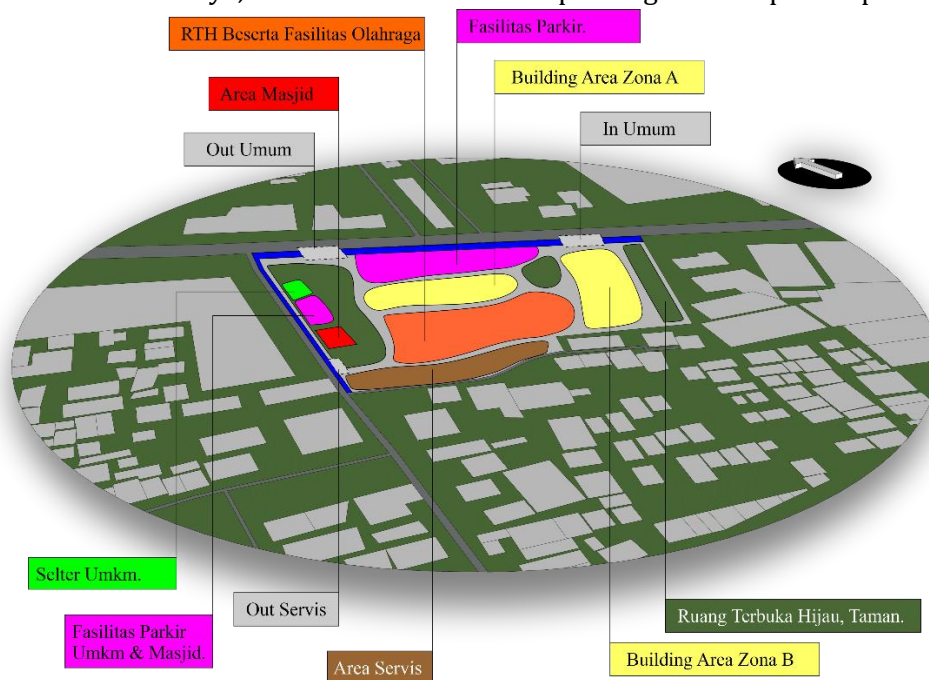 RTH Beserta Fasilitas Olahraga
Fasilitas Parkir.
Building Area Zona A
Area Masjid
In Umum
Out Umum
Selter Umkm.
Out Servis
Ruang Terbuka Hijau, Taman.
Fasilitas Parkir
Umkm & Masjid.
Area Servis
Building Area Zona B